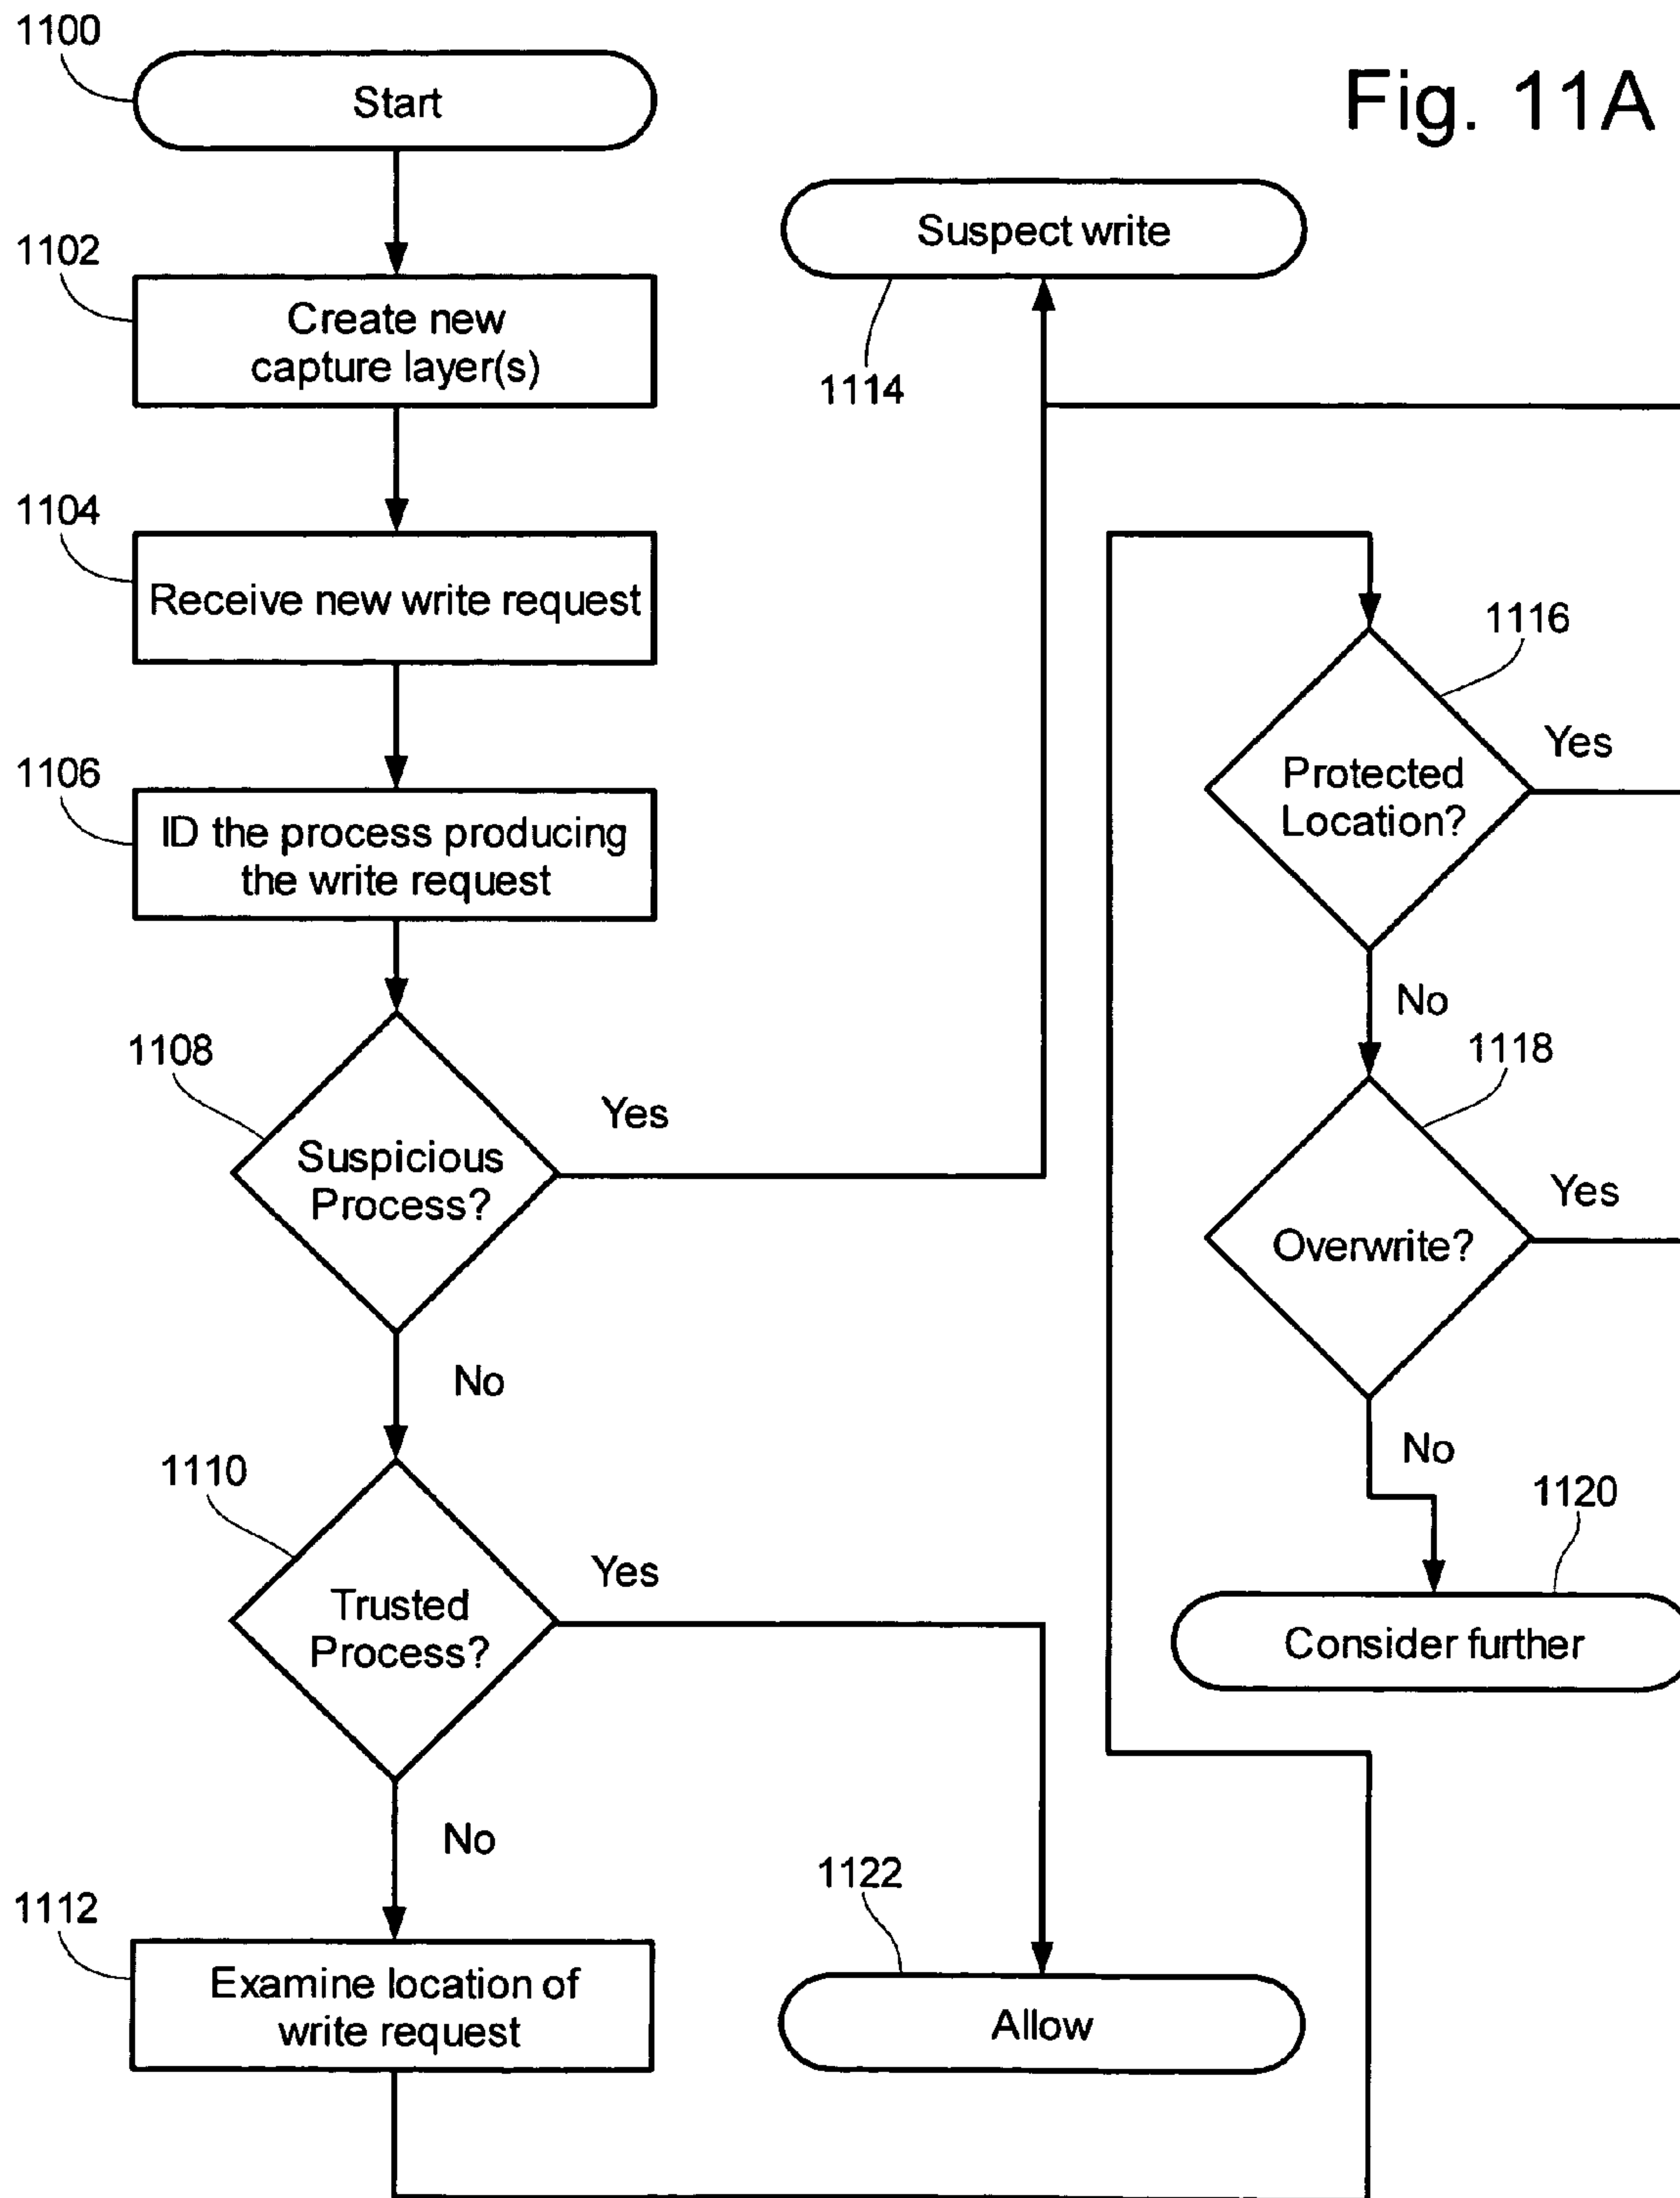 Fig. 11A
1100
Start
1102
Create new
capture layer(s)
1104
Receive new write request
1106
ID the process producing
the write request
1108
Suspicious
Process?
Yes
No
1110
Trusted
Process?
Yes
No
1112
Examine location of
write request
Suspect write
1114
1116
Protected
Location?
Yes
No
1118
Overwrite?
Yes
No
1120
Consider further
1122
Allow